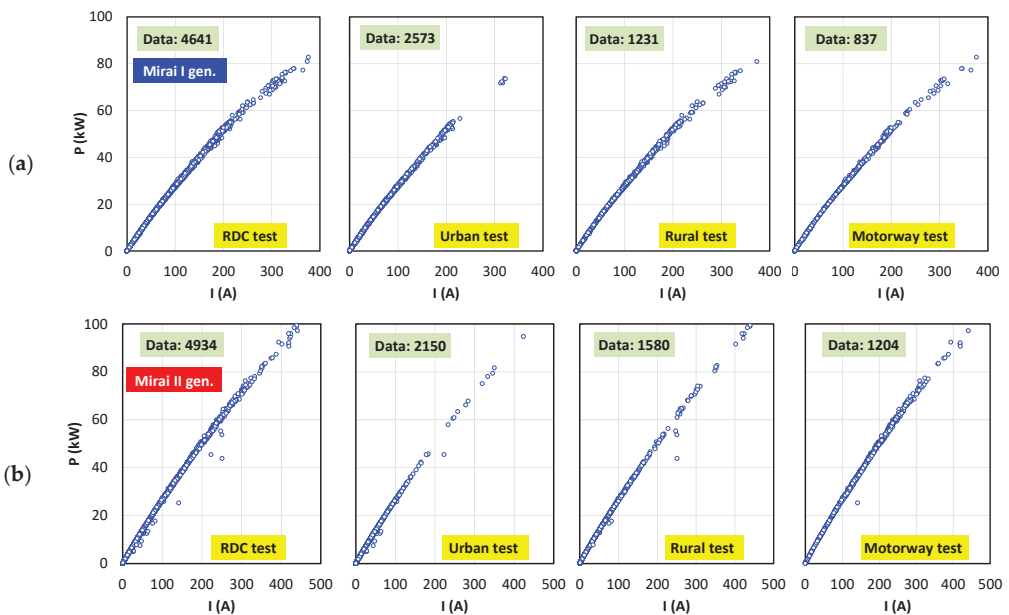 (a)
P (kW)
100
80
60
40
20
0
Data: 4641
Mirai I gen.
RDC test
0 100 200 300 400
I (A)
Data: 2573
Urban test
0 100 200 300 400
I (A)
Data: 1231
Rural test
0 100 200 300 400
I (A)
Data: 837
Motorway test
0 100 200 300 400
I (A)
(b)
P (kW)
100
80
60
40
20
0
Data: 4934
Mirai II gen.
RDC test
0 100 200 300 400 500
I (A)
Data: 2150
Urban test
0 100 200 300 400 500
I (A)
Data: 1580
Rural test
0 100 200 300 400 500
I (A)
Data: 1204
Motorway test
0 100 200 300 400 500
I (A)